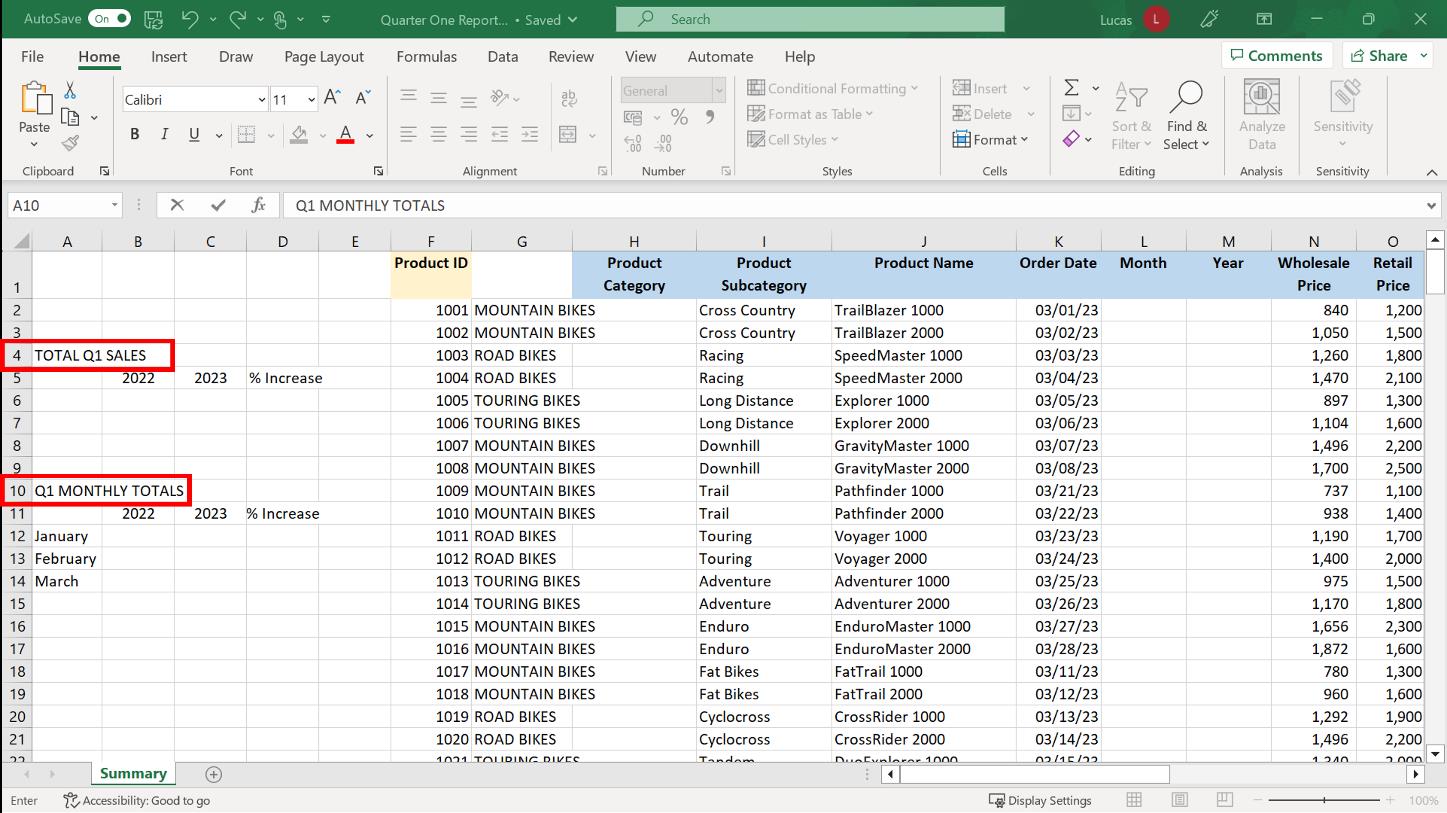 AutoSave On Quarter One Report... • Saved Search Lucas L
File Home Insert Draw Page Layout Formulas Data Review View Automate Help Comments Share
Paste
Calibri 11
B I U A
ab
General
%
Conditional Formatting
Format as Table
Cell Styles
Insert
Delete
Format
Sort & Filter
Find & Select
Analyze Data
Sensitivity
Clipboard Font Alignment Number Styles Cells Editing Analysis Sensitivity
A10 fx Q1 MONTHLY TOTALS
A B C D E F G H I J K L M N O
1 Product ID Product Category Product Subcategory Product Name Order Date Month Year Wholesale Price Retail Price
2 1001 MOUNTAIN BIKES Cross Country TrailBlazer 1000 03/01/23 840 1,200
3 1002 MOUNTAIN BIKES Cross Country TrailBlazer 2000 03/02/23 1,050 1,500
4 TOTAL Q1 SALES 1003 ROAD BIKES Racing SpeedMaster 1000 03/03/23 1,260 1,800
5 2022 2023 % Increase 1004 ROAD BIKES Racing SpeedMaster 2000 03/04/23 1,470 2,100
6 1005 TOURING BIKES Long Distance Explorer 1000 03/05/23 897 1,300
7 1006 TOURING BIKES Long Distance Explorer 2000 03/06/23 1,104 1,600
8 1007 MOUNTAIN BIKES Downhill GravityMaster 1000 03/07/23 1,496 2,200
9 1008 MOUNTAIN BIKES Downhill GravityMaster 2000 03/08/23 1,700 2,500
10 Q1 MONTHLY TOTALS 1009 MOUNTAIN BIKES Trail Pathfinder 1000 03/21/23 737 1,100
11 2022 2023 % Increase 1010 MOUNTAIN BIKES Trail Pathfinder 2000 03/22/23 938 1,400
12 January 1011 ROAD BIKES Touring Voyager 1000 03/23/23 1,190 1,700
13 February 1012 ROAD BIKES Touring Voyager 2000 03/24/23 1,400 2,000
14 March 1013 TOURING BIKES Adventure Adventurer 1000 03/25/23 975 1,500
15 1014 TOURING BIKES Adventure Adventurer 2000 03/26/23 1,170 1,800
16 1015 MOUNTAIN BIKES Enduro EnduroMaster 1000 03/27/23 1,656 2,300
17 1016 MOUNTAIN BIKES Enduro EnduroMaster 2000 03/28/23 1,872 1,600
18 1017 MOUNTAIN BIKES Fat Bikes FatTrail 1000 03/11/23 780 1,300
19 1018 MOUNTAIN BIKES Fat Bikes FatTrail 2000 03/12/23 960 1,600
20 1019 ROAD BIKES Cyclocross CrossRider 1000 03/13/23 1,292 1,900
21 1020 ROAD BIKES Cyclocross CrossRider 2000 03/14/23 1,496 2,200
22 1021 TOURING BIKES Tandem DuoExplorer 1000 03/15/23 1,340 2,000
Summary
Enter Accessibility: Good to go Display Settings 100%